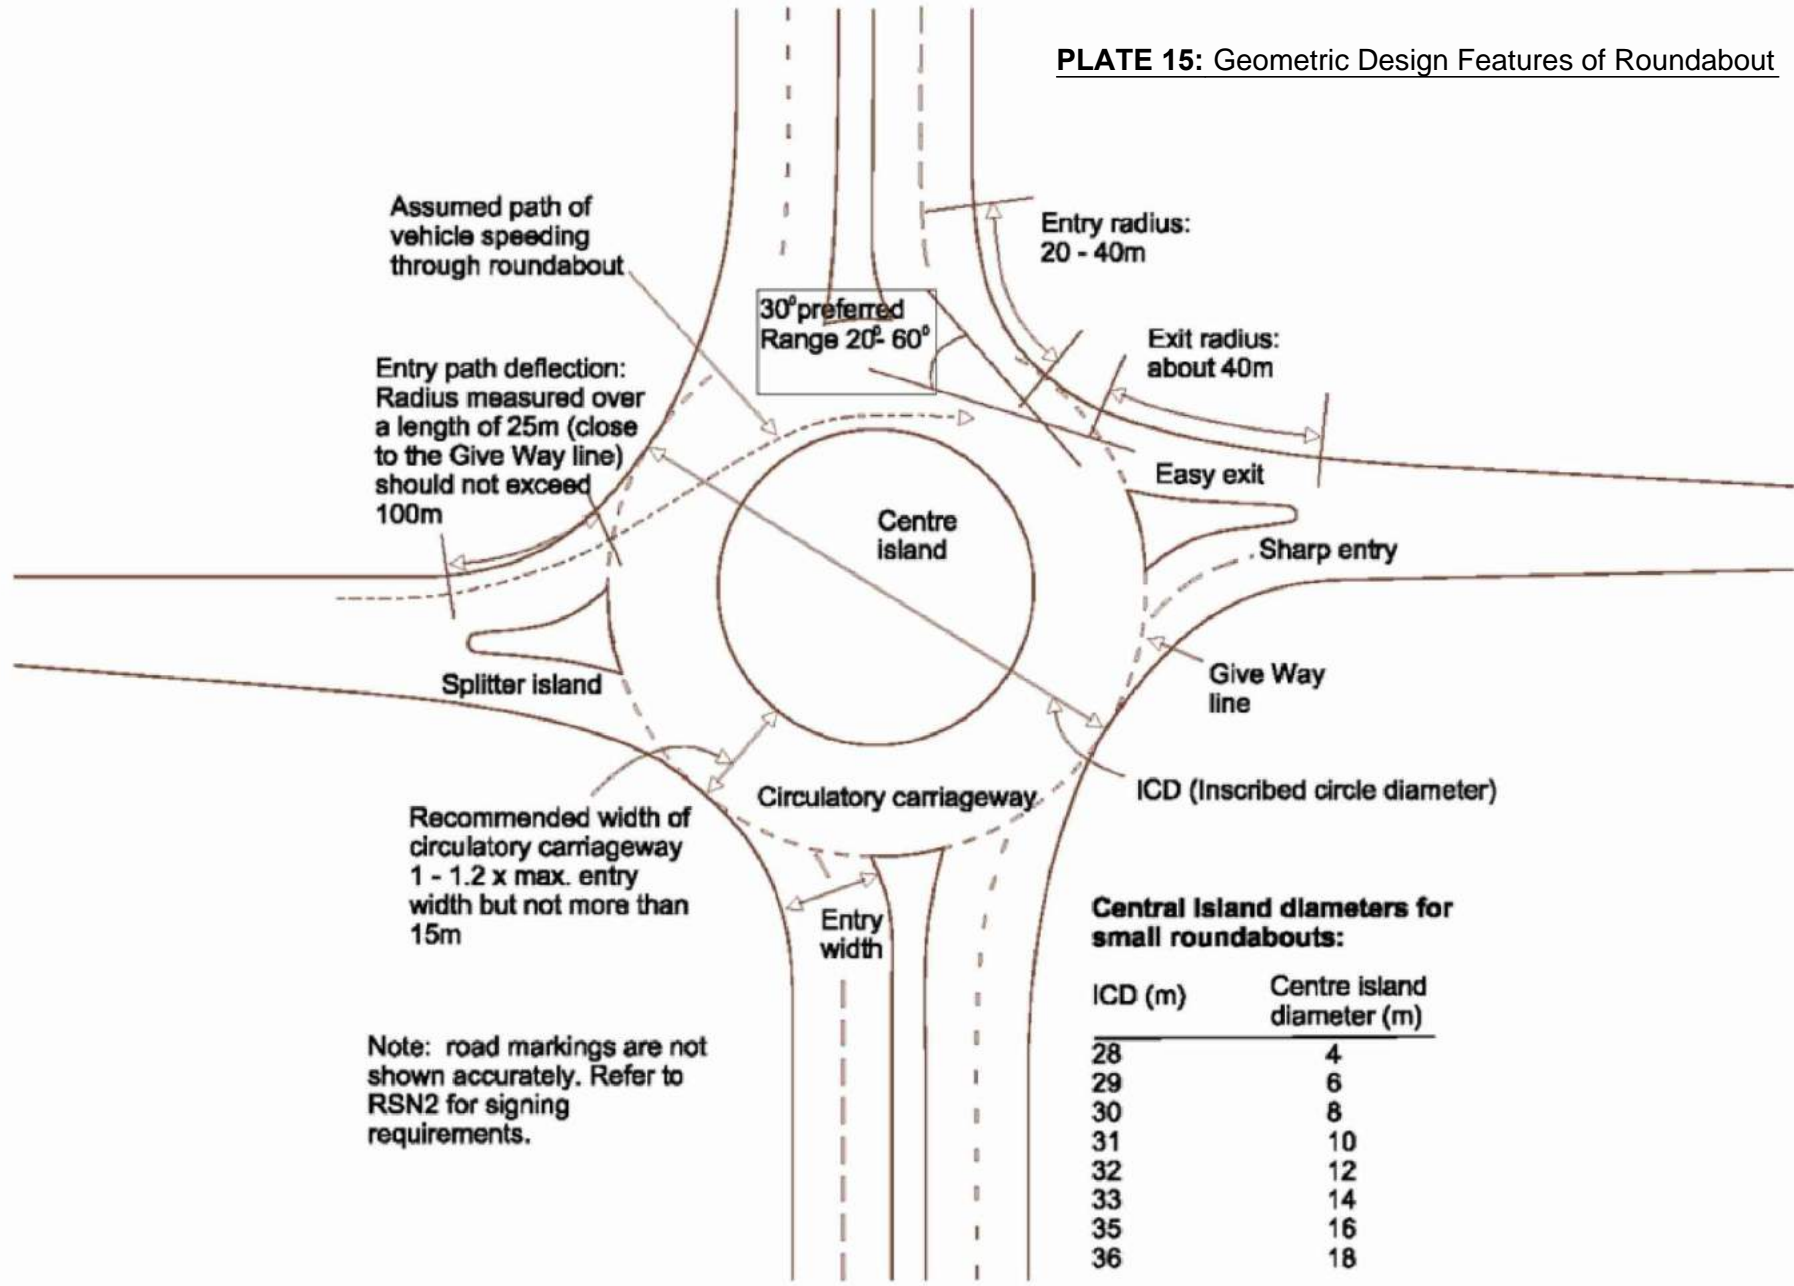 PLATE 15: Geometric Design Features of Roundabout
Assumed path of
vehicle speeding
through roundabout
Entry radius:
20 - 40m
30° preferred
Range 20°- 60°
Exit radius:
about 40m
Entry path deflection:
Radius measured over
a length of 25m (close
to the Give Way line)
should not exceed
100m
Easy exit
Centre
island
Sharp entry
Give Way
line
Splitter island
ICD (Inscribed circle diameter)
Circulatory carriageway
Recommended width of
circulatory carriageway
1 - 1.2 x max. entry
width but not more than
15m
Entry
width
Note: road markings are not
shown accurately. Refer to
RSN2 for signing
requirements.
Central Island diameters for
small roundabouts:
ICD (m) Centre island
diameter (m)
28 4
29 6
30 8
31 10
32 12
33 14
35 16
36 18